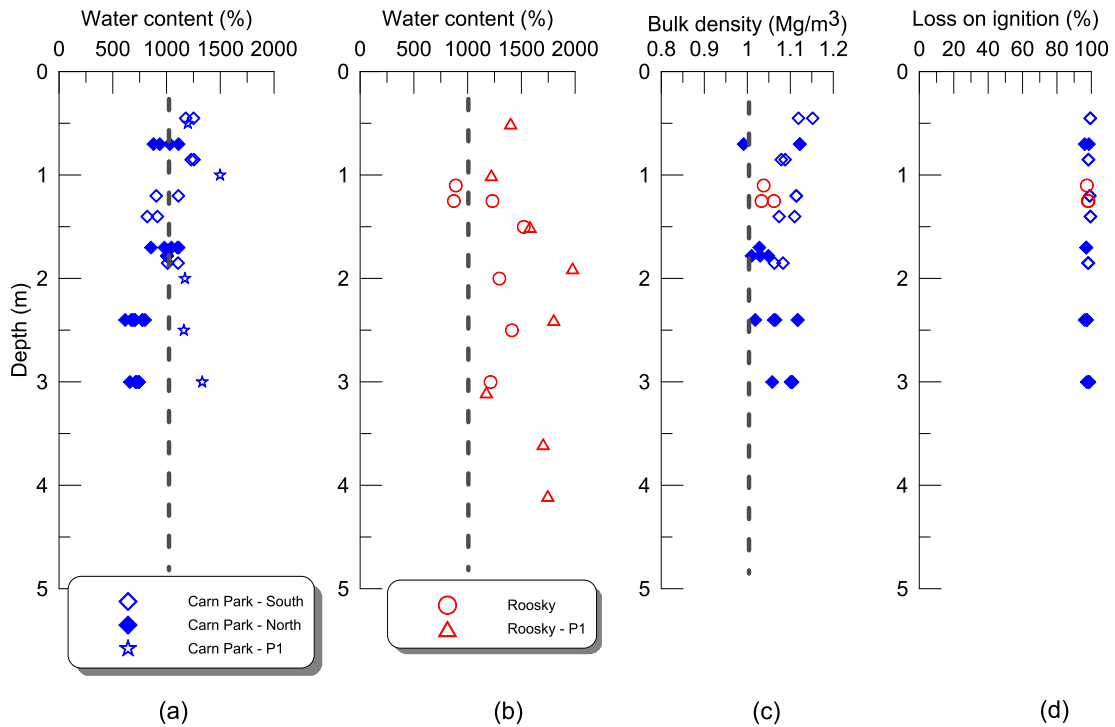 Water content (%)
0 500 1000 1500 2000
0
1
2
3
4
5
Depth (m)
Carn Park - South
Carn Park - North
Carn Park - P1
(a)
Water content (%)
0 500 1000 1500 2000
0
1
2
3
4
5
Roosky
Roosky - P1
(b)
Bulk density (Mg/m3)
0.8 0.9 1 1.1 1.2
0
1
2
3
4
5
(c)
Loss on ignition (%)
0 20 40 60 80 100
0
1
2
3
4
5
(d)